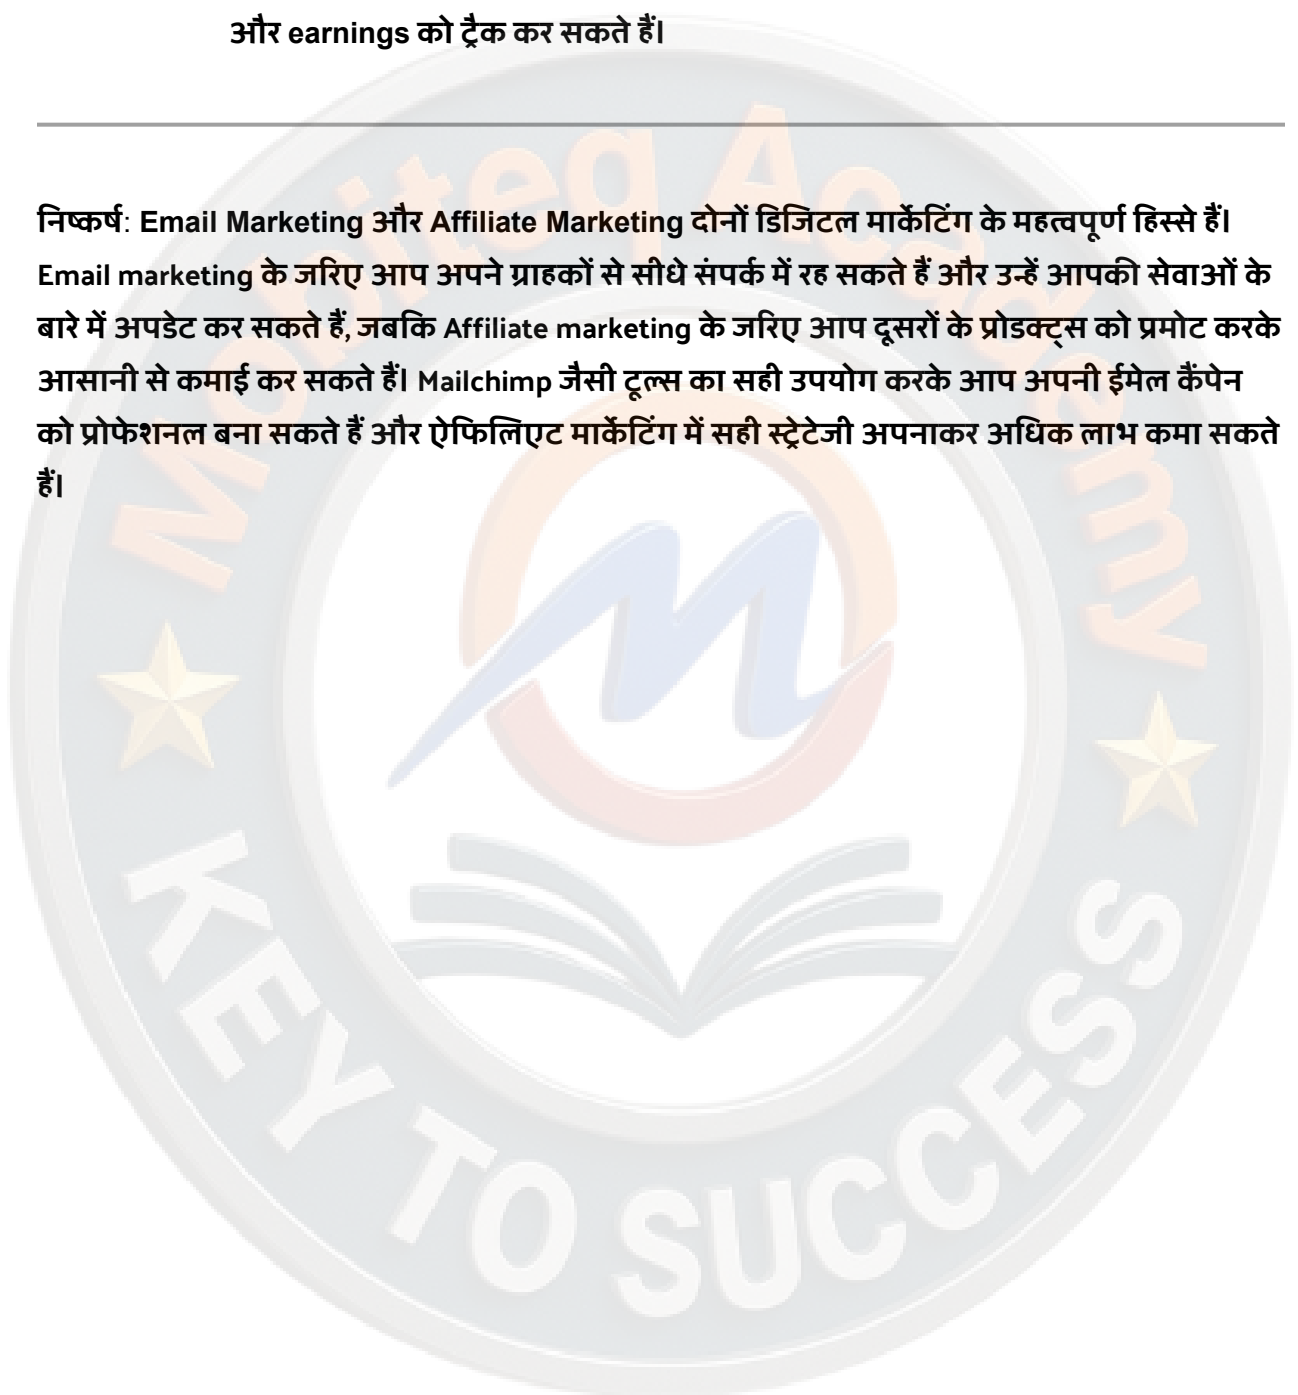 और earnings को ट्रैक कर सकते हैं।
निष्कर्ष: Email Marketing और Affiliate Marketing दोनों डिजिटल मार्केटिंग के महत्वपूर्ण हिस्से हैं।
Email marketing के जरिए आप अपने ग्राहकों से सीधे संपर्क में रह सकते हैं और उन्हें आपकी सेवाओं के
बारे में अपडेट कर सकते हैं, जबकि Affiliate marketing के जरिए आप दूसरों के प्रोडक्ट्स को प्रमोट करके
आसानी से कमाई कर सकते हैं। Mailchimp जैसी टूल्स का सही उपयोग करके आप अपनी ईमेल कैंपेन
को प्रोफेशनल बना सकते हैं और ऐफिलिएट मार्केटिंग में सही स्ट्रेटेजी अपनाकर अधिक लाभ कमा सकते
हैं।
Mobiteq Academy
KEY TO SUCCESS